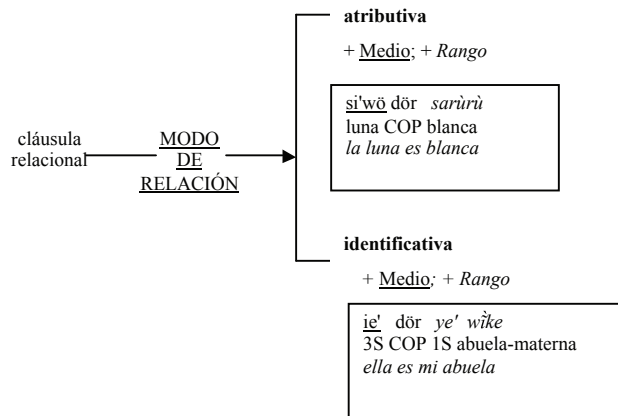 atributiva
+ Medio; + Rango
si'wö dör sarùrù
luna COP blanca
la luna es blanca
cláusula
relacional
MODO
DE
RELACIÓN
identificativa
+ Medio; + Rango
ie' dör ye' wì̠ke
3S COP 1S abuela-materna
ella es mi abuela